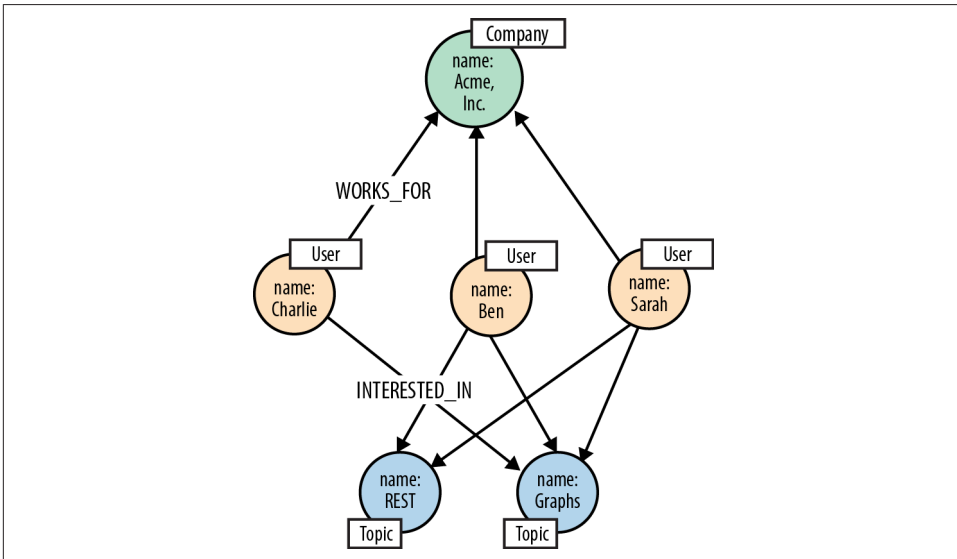 Company
name:
Acme,
Inc.
WORKS_FOR
User
name:
Charlie
User
name:
Ben
User
name:
Sarah
INTERESTED_IN
name:
REST
Topic
name:
Graphs
Topic